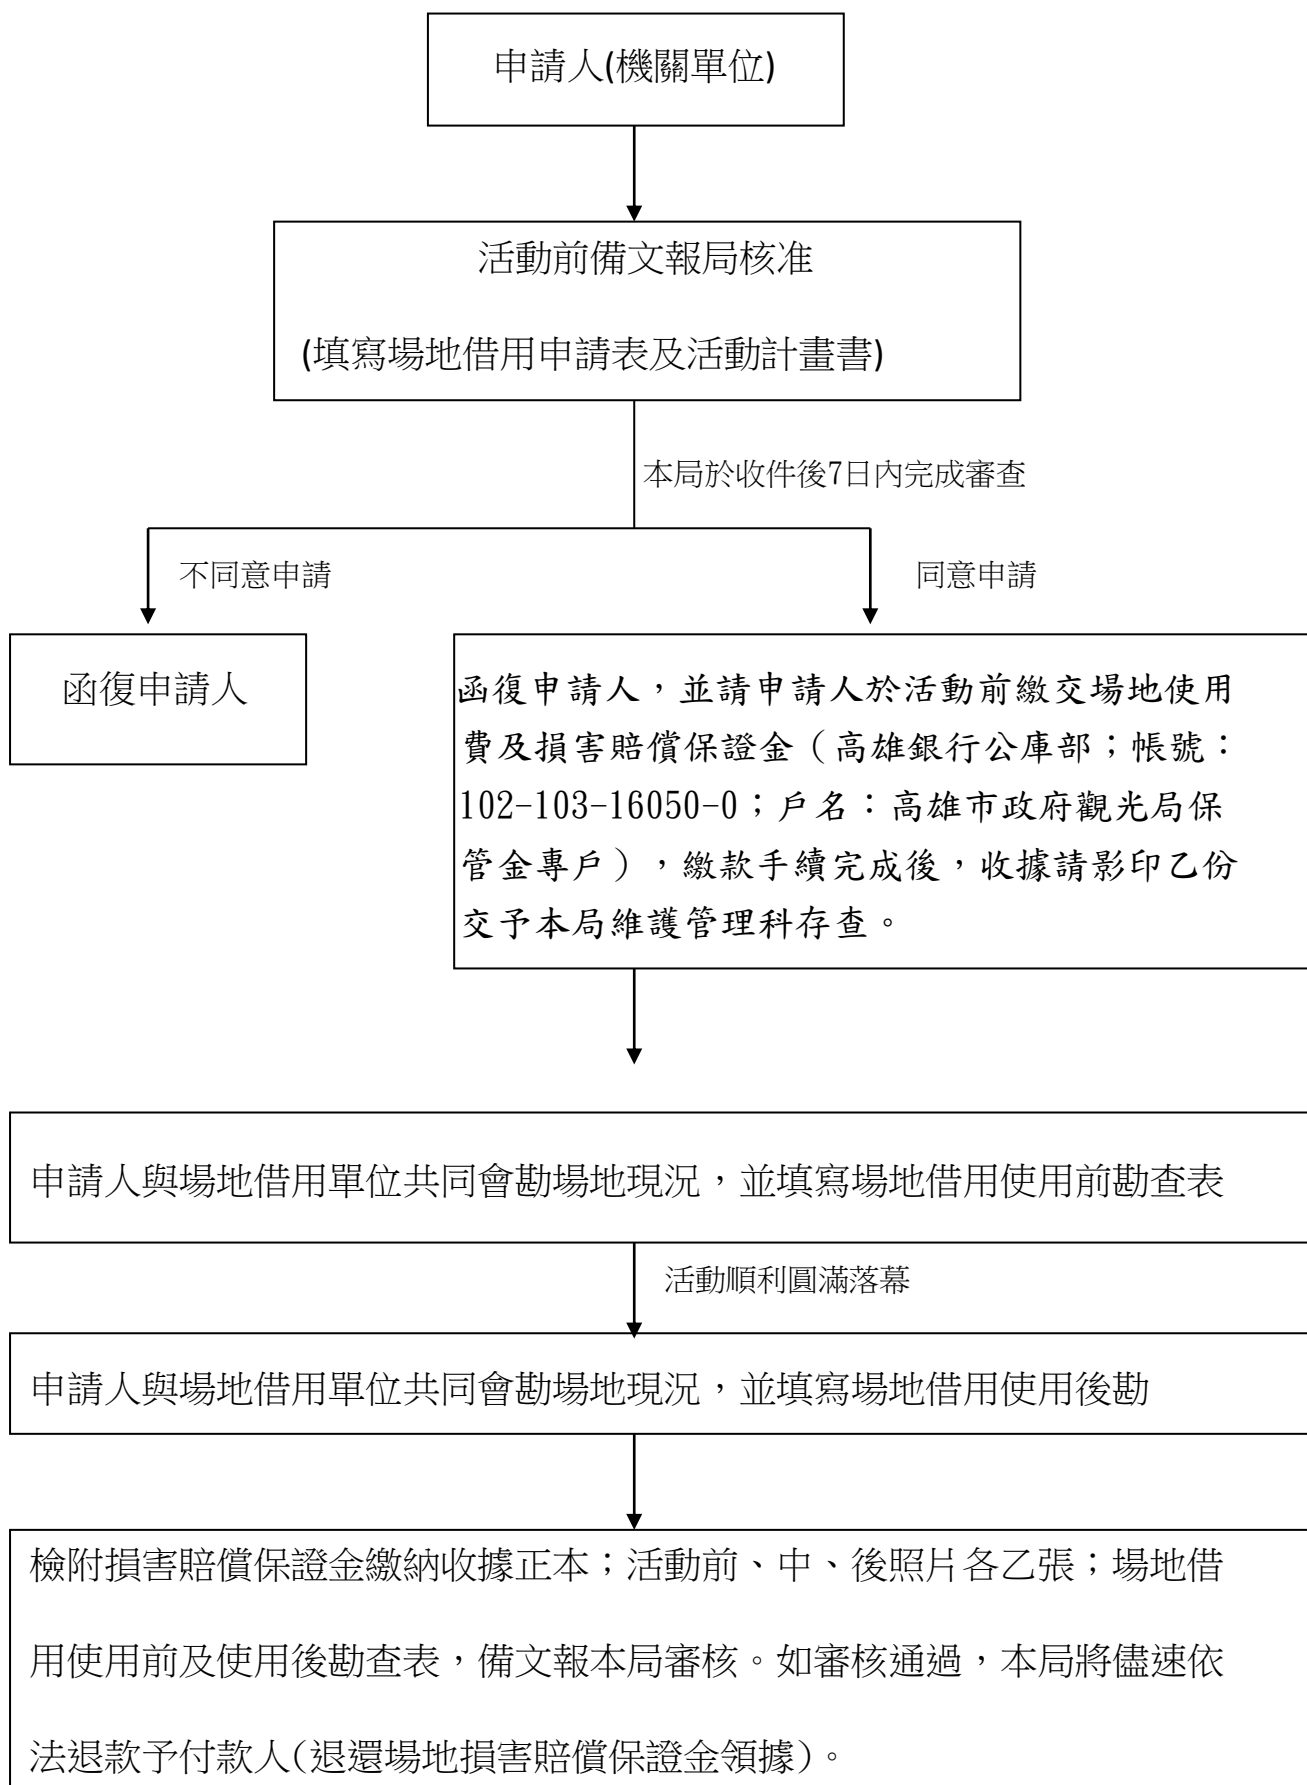 申請人(機關單位)
活動前備文報局核准
(填寫場地借用申請表及活動計畫書)
本局於收件後7日內完成審查
不同意申請
同意申請
函復申請人
函復申請人，並請申請人於活動前繳交場地使用
費及損害賠償保證金（高雄銀行公庫部；帳號：
102-103-16050-0；戶名：高雄市政府觀光局保
管金專戶），繳款手續完成後，收據請影印乙份
交予本局維護管理科存查。
申請人與場地借用單位共同會勘場地現況，並填寫場地借用使用前勘查表
活動順利圓滿落幕
申請人與場地借用單位共同會勘場地現況，並填寫場地借用使用後勘
檢附損害賠償保證金繳納收據正本；活動前、中、後照片各乙張；場地借
用使用前及使用後勘查表，備文報本局審核。如審核通過，本局將儘速依
法退款予付款人(退還場地損害賠償保證金領據)。